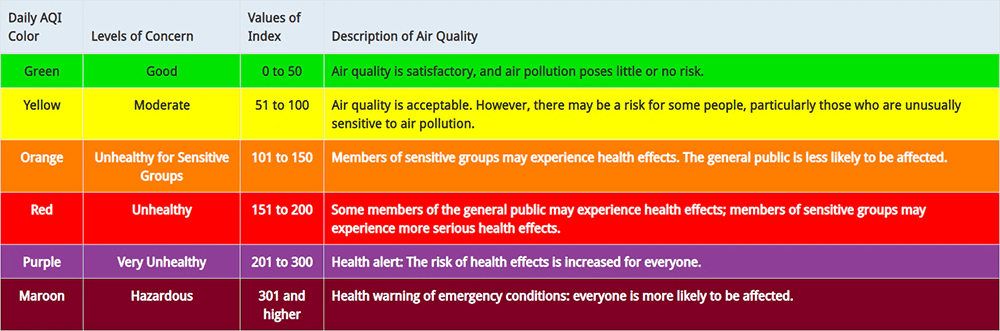 Daily AQI Color Levels of Concern Values of Index Description of Air Quality
Green Good 0 to 50 Air quality is satisfactory, and air pollution poses little or no risk.
Yellow Moderate 51 to 100 Air quality is acceptable. However, there may be a risk for some people, particularly those who are unusually
sensitive to air pollution.
Orange Unhealthy for Sensitive Groups 101 to 150 Members of sensitive groups may experience health effects. The general public is less likely to be affected.
Red Unhealthy 151 to 200 Some members of the general public may experience health effects; members of sensitive groups may
experience more serious health effects.
Purple Very Unhealthy 201 to 300 Health alert: The risk of health effects is increased for everyone.
Maroon Hazardous 301 and higher Health warning of emergency conditions: everyone is more likely to be affected.